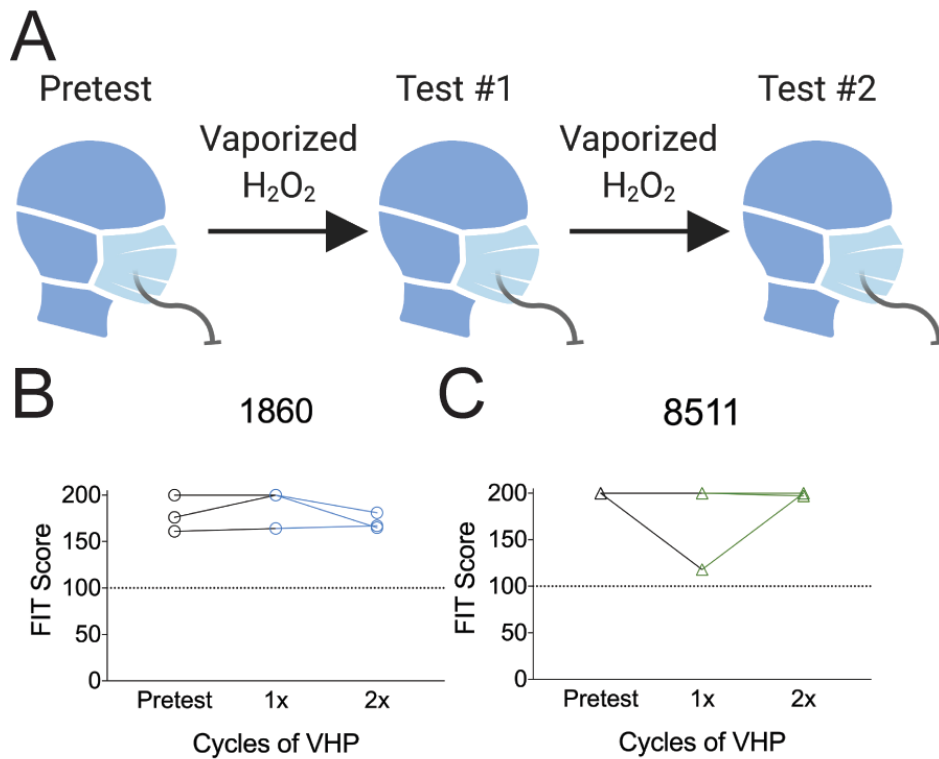 A
Pretest
Test #1
Test #2
Vaporized
H₂O₂
Vaporized
H₂O₂
B
1860
FIT Score
200
150
100
50
0
Pretest 1x 2x
Cycles of VHP
C
8511
FIT Score
200
150
100
50
0
Pretest 1x 2x
Cycles of VHP